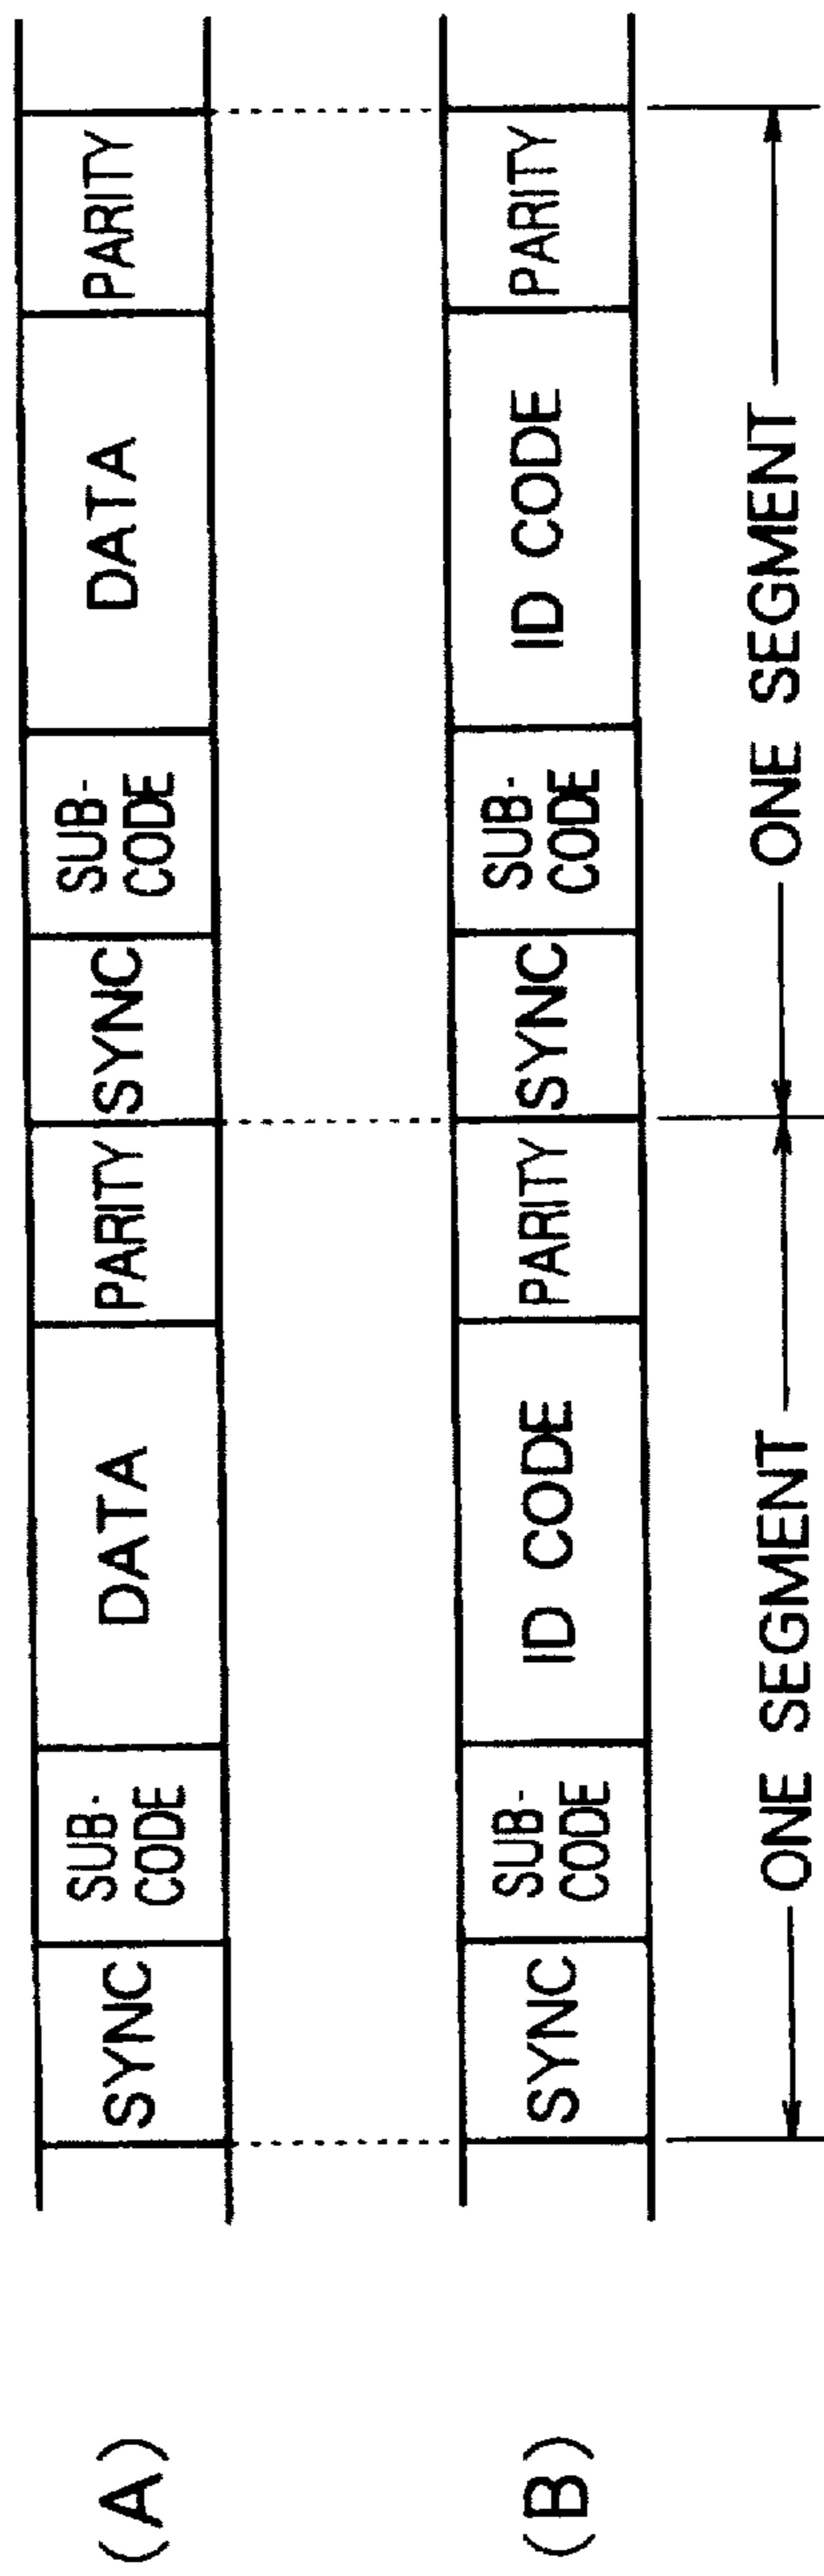 (A) SYNC SUB-CODE DATA PARITY SYNC SUB-CODE DATA PARITY
(B) SYNC SUB-CODE ID CODE PARITY SYNC SUB-CODE ID CODE PARITY
ONE SEGMENT ONE SEGMENT